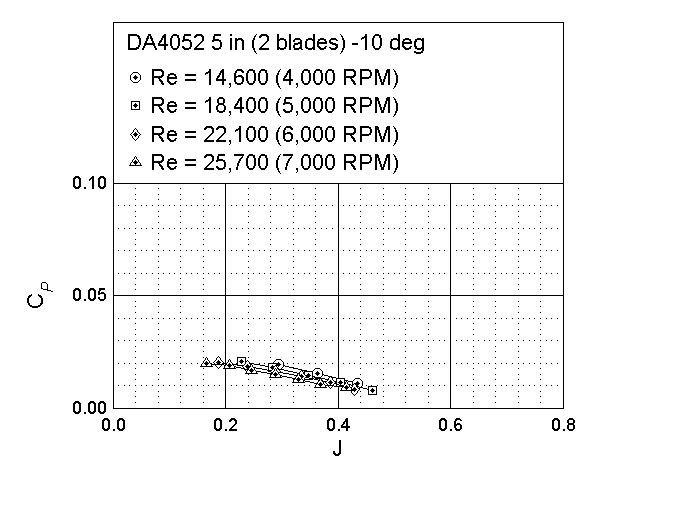 DA4052 5 in (2 blades) -10 deg
Re = 14,600 (4,000 RPM)
Re = 18,400 (5,000 RPM)
Re = 22,100 (6,000 RPM)
Re = 25,700 (7,000 RPM)
0.10
0.05
0.00
C_P
0.0 0.2 0.4 0.6 0.8
J